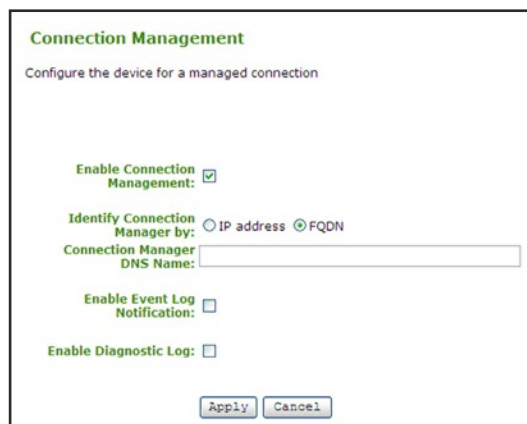 Connection Management
Configure the device for a managed connection
Enable Connection
Management:
Identify Connection
Manager by:
IP address FQDN
Connection Manager
DNS Name:
Enable Event Log
Notification:
Enable Diagnostic Log:
Apply Cancel